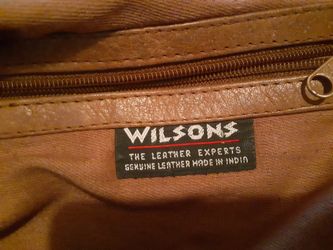 WILSONS
THE LEATHER EXPERTS
GENUINE LEATHER MADE IN INDIA